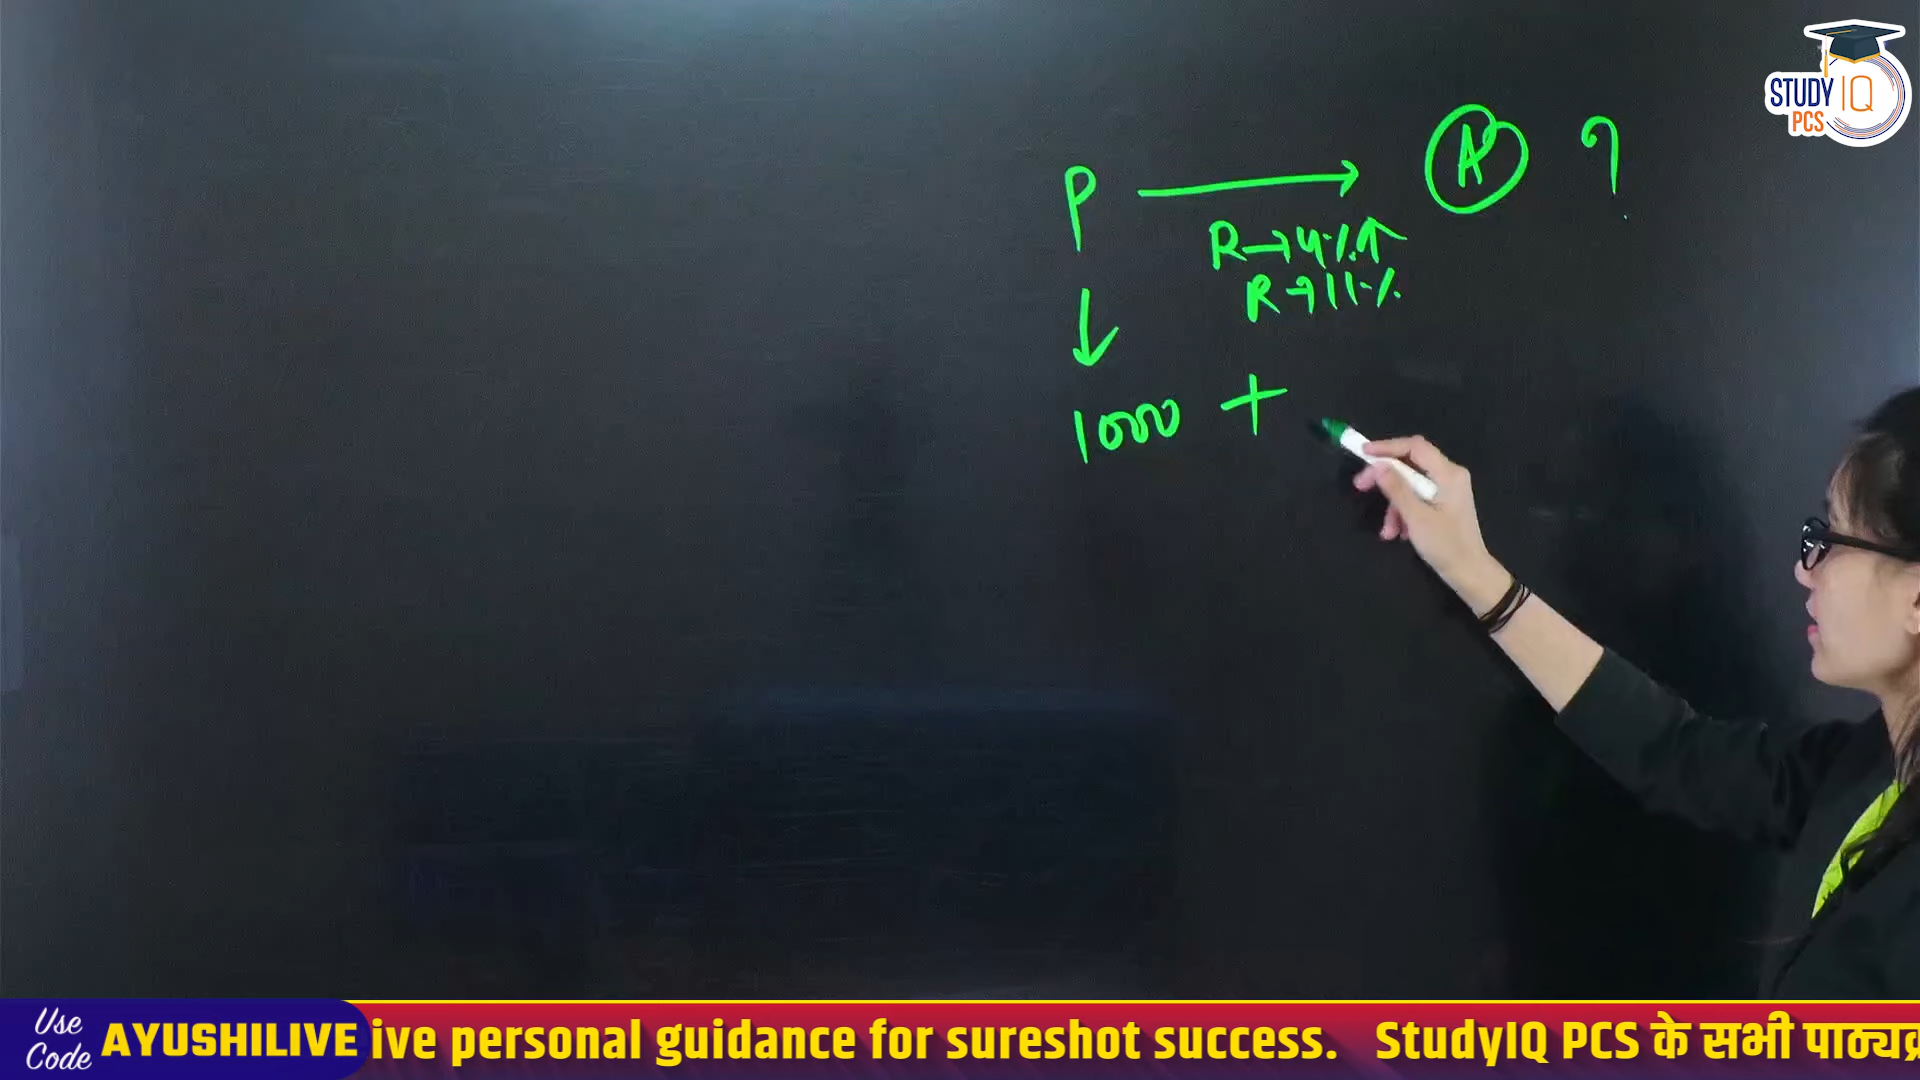 STUDY IQ
PCS
P → A ?
R → 4% ↑
R → 11%
↓
1000 +
Use
Code
AYUSHILIVE
ive personal guidance for sureshot success. StudyIQ PCS के सभी पाठ्यक्र